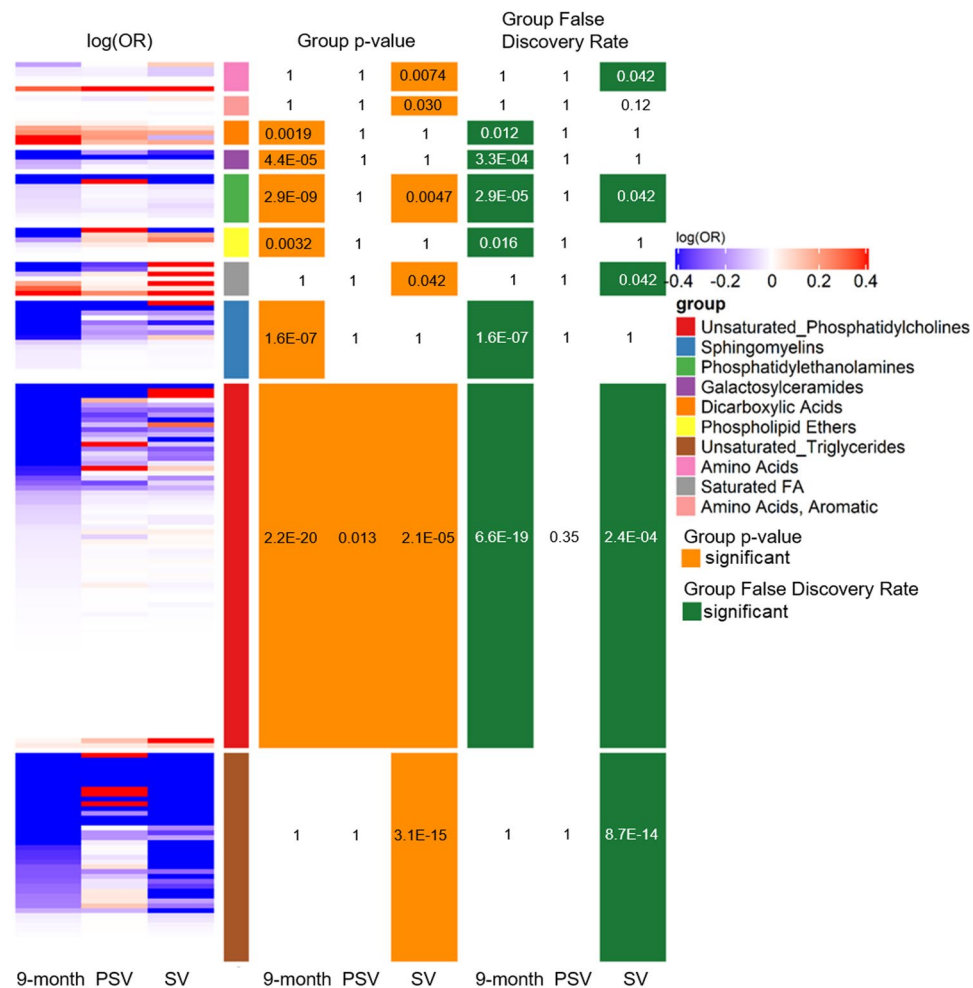 Group False
log(OR) Group p-value Discovery Rate
1 1 0.0074 1 1 0.042
1 1 0.030 1 1 0.12
0.0019 1 1 0.012 1 1
4.4E-05 1 1 3.3E-04 1 1
2.9E-09 1 0.0047 2.9E-05 1 0.042
0.0032 1 1 0.016 1 1
1 1 0.042 1 1 0.042
1.6E-07 1 1 1.6E-07 1 1
2.2E-20 0.013 2.1E-05 6.6E-19 0.35 2.4E-04
1 1 3.1E-15 1 1 8.7E-14
9-month PSV SV 9-month PSV SV 9-month PSV SV
log(OR)
-0.4 -0.2 0 0.2 0.4
group
Unsaturated_Phosphatidylcholines
Sphingomyelins
Phosphatidylethanolamines
Galactosylceramides
Dicarboxylic Acids
Phospholipid Ethers
Unsaturated_Triglycerides
Amino Acids
Saturated FA
Amino Acids, Aromatic
Group p-value
significant
Group False Discovery Rate
significant